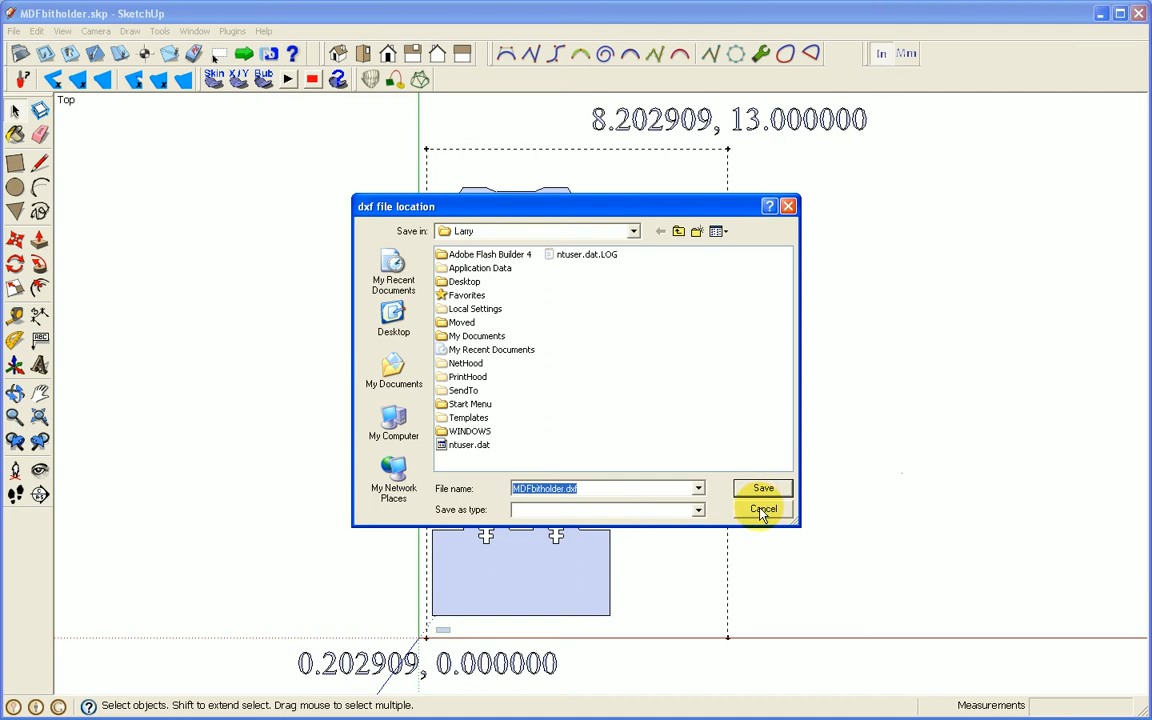 MDFbitholder.skp - SketchUp
File Edit View Camera Draw Tools Window Plugins Help
Skin X/Y Bub
In Mm
Top
8.202909, 13.000000
dxf file location
Save in: Larry
My Recent Documents
Desktop
My Documents
My Computer
My Network Places
Adobe Flash Builder 4
Application Data
Desktop
Favorites
Local Settings
Moved
My Documents
My Recent Documents
NetHood
PrintHood
SendTo
Start Menu
Templates
WINDOWS
ntuser.dat
ntuser.dat.LOG
File name: MDFbitholder.dxf
Save
Save as type:
Cancel
0.202909, 0.000000
Select objects. Shift to extend select. Drag mouse to select multiple.
Measurements